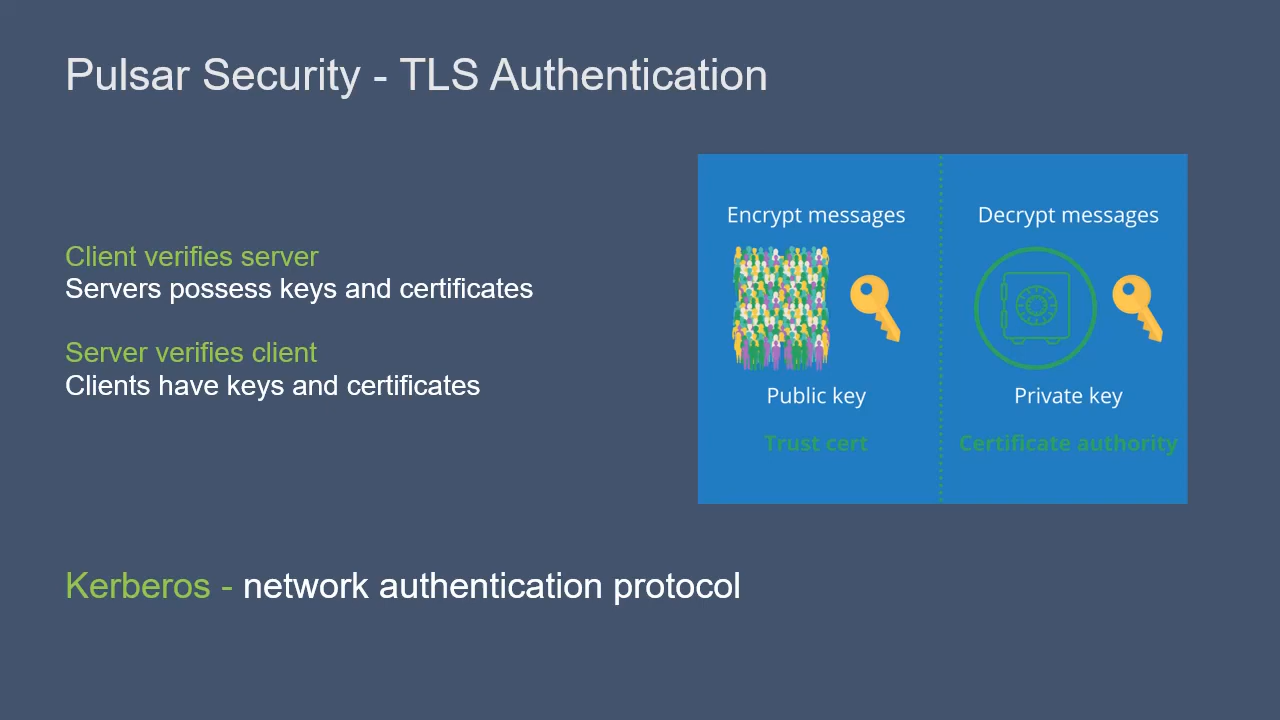 Pulsar Security - TLS Authentication
Client verifies server
Servers possess keys and certificates
Server verifies client
Clients have keys and certificates
Encrypt messages
Public key
Trust cert
Decrypt messages
Private key
Certificate authority
Kerberos - network authentication protocol